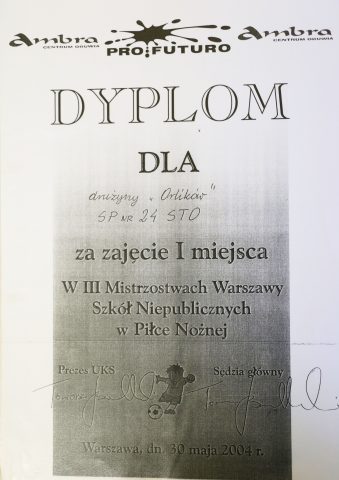 Ambra PRO FUTURO Ambra
CENTRUM OBUWIA CENTRUM OBUWIA
DYPLOM
DLA
drużyny „Orlików"
SP NR 24 STO
za zajęcie I miejsca
W III Mistrzostwach Warszawy
Szkół Niepublicznych
w Piłce Nożnej
Prezes UKS Sędzia główny
Warszawa, dn. 30 maja 2004 r.